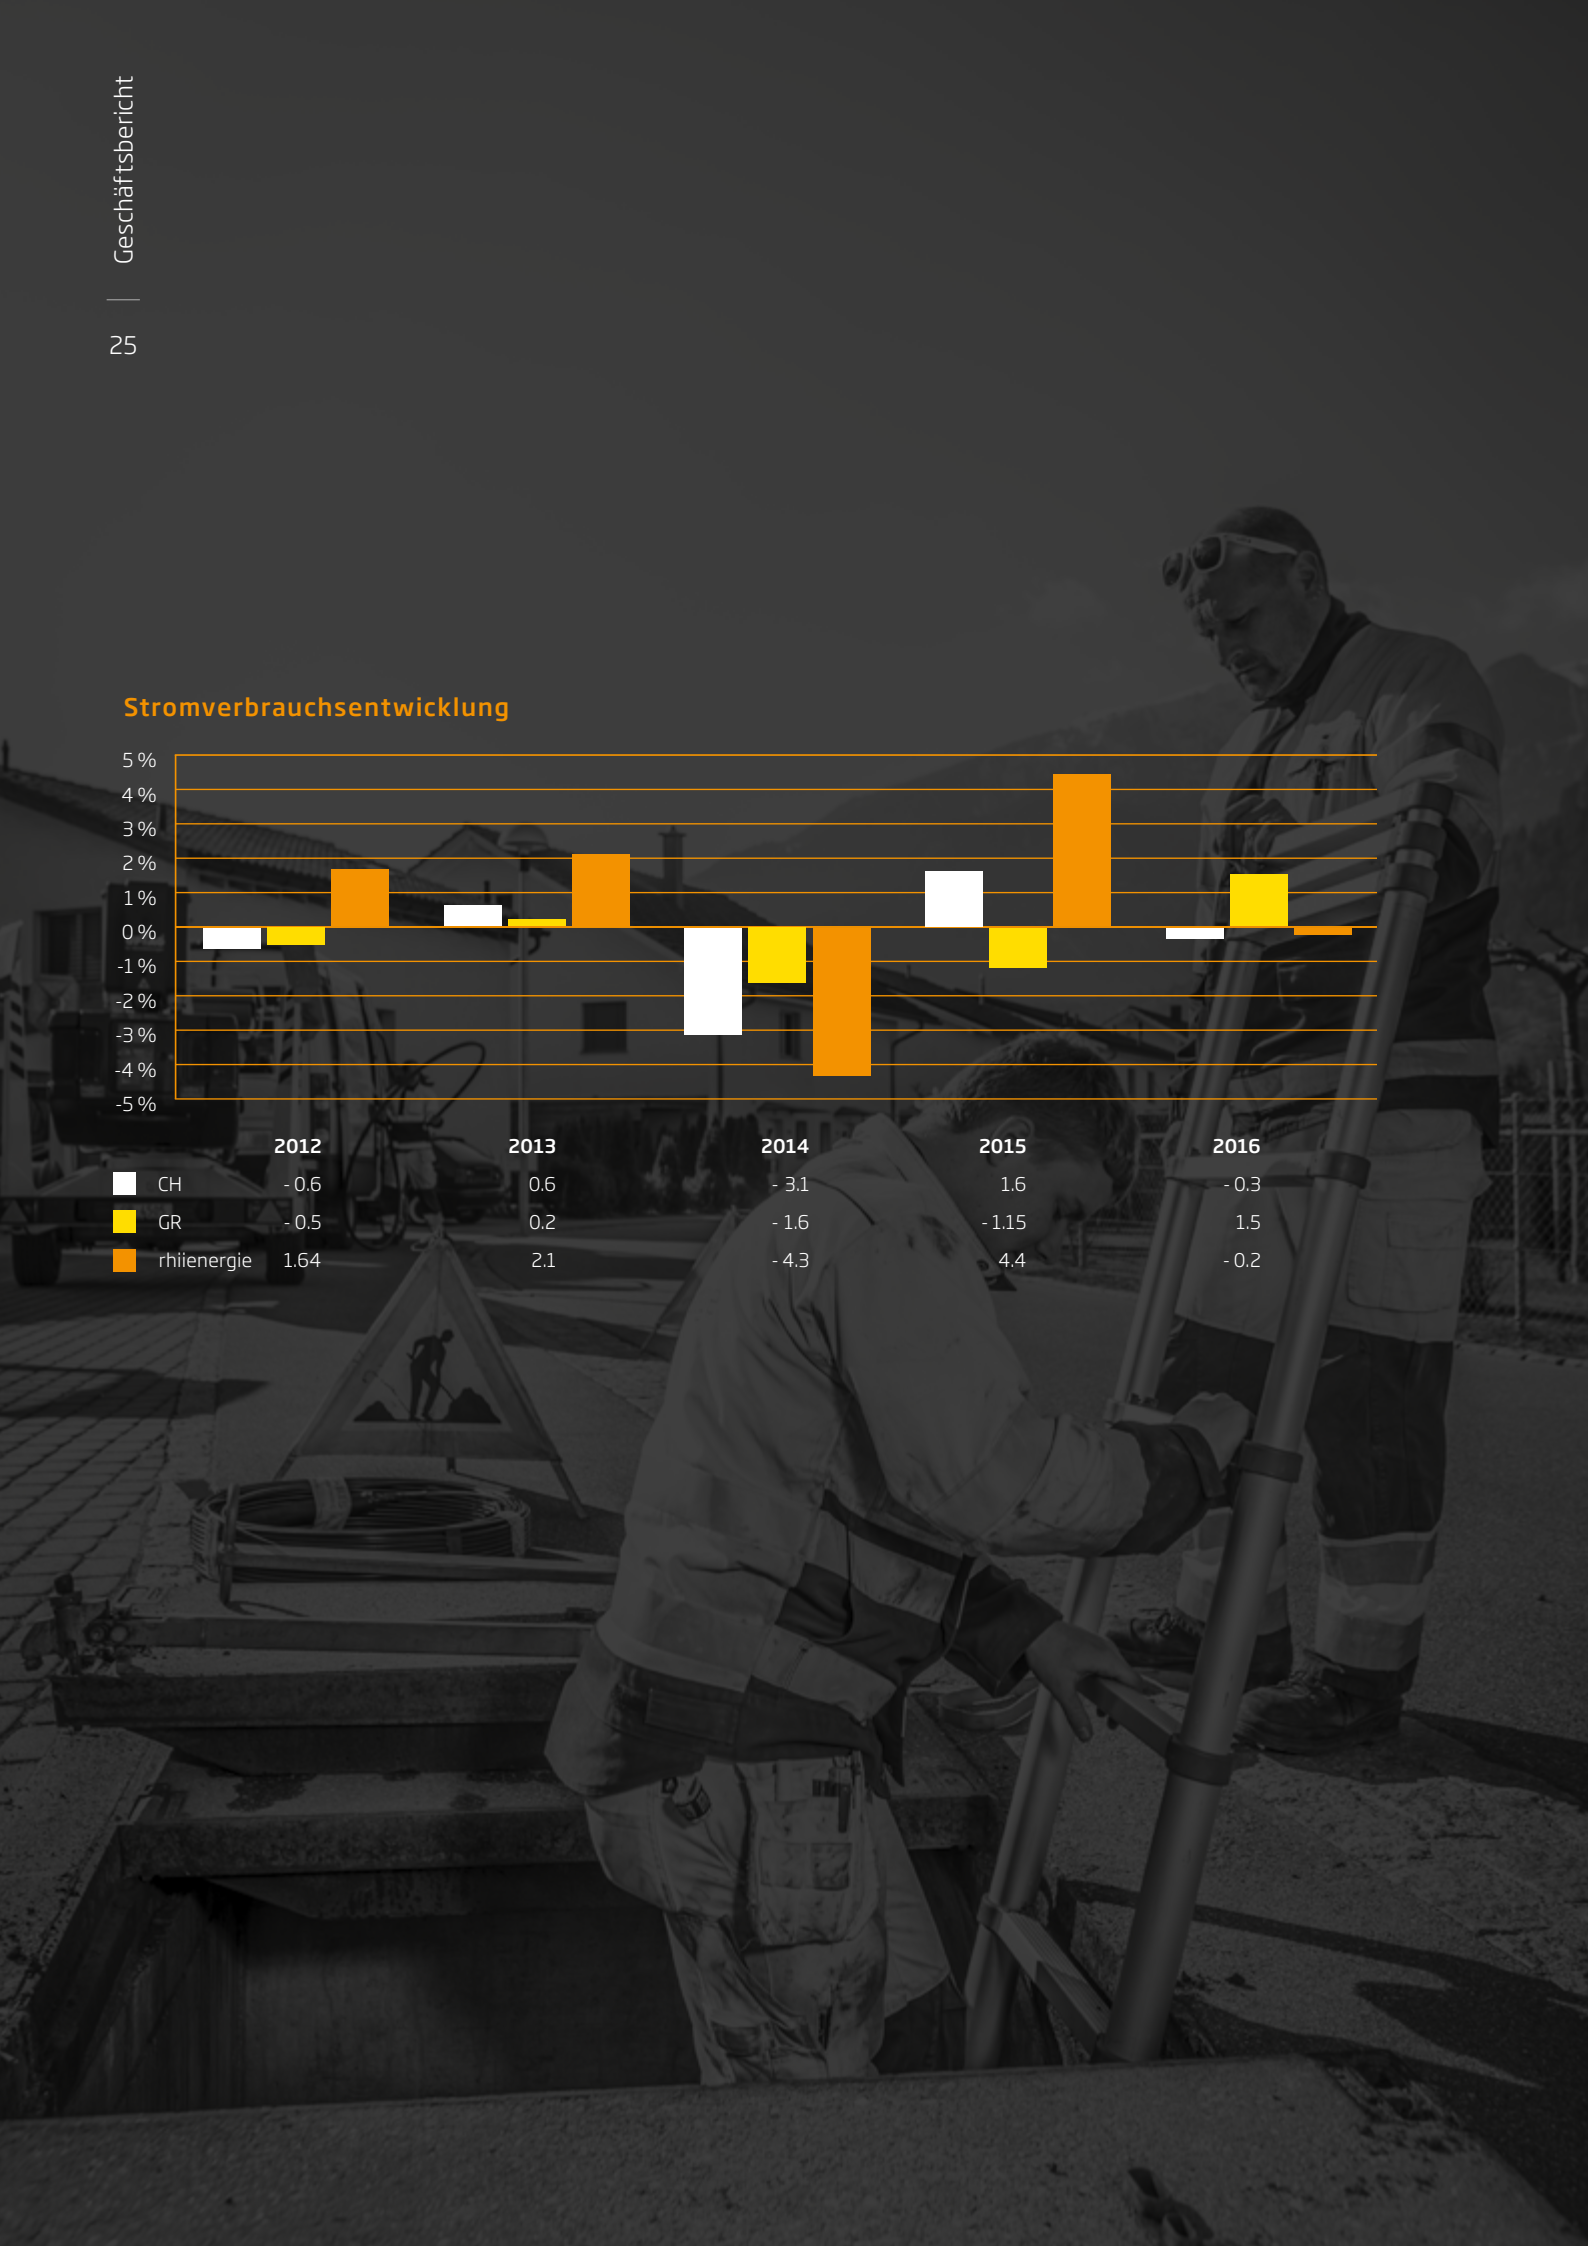 Geschäftsbericht
25
Stromverbrauchsentwicklung
5 %
4 %
3 %
2 %
1 %
0 %
-1 %
-2 %
-3 %
-4 %
-5 %
2012 2013 2014 2015 2016
CH - 0.6 0.6 - 3.1 1.6 - 0.3
GR - 0.5 0.2 - 1.6 - 1.15 1.5
rhiienergie 1.64 2.1 - 4.3 4.4 - 0.2